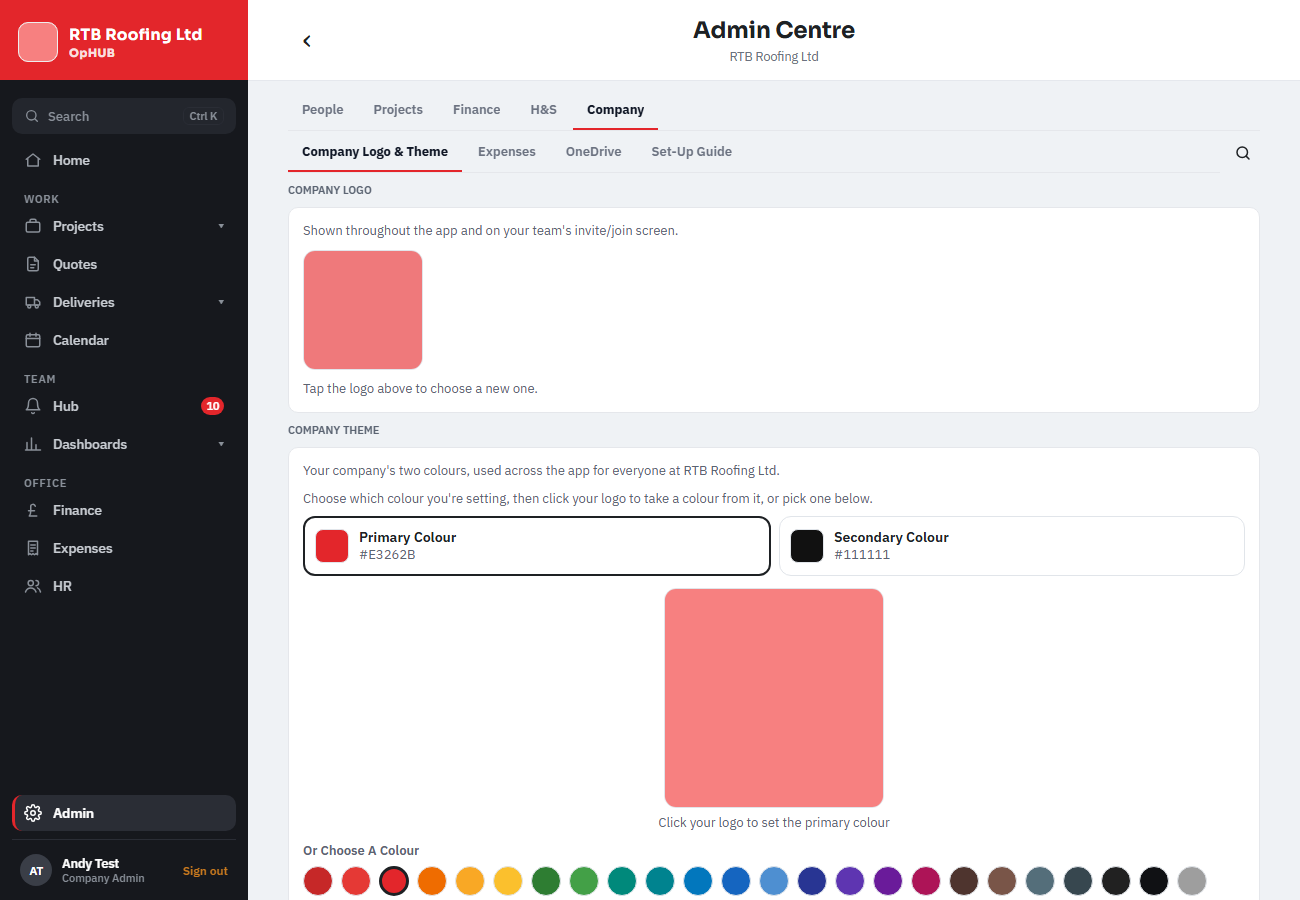 RTB Roofing Ltd
OpHUB
Search
Ctrl K
Home
WORK
Projects
Quotes
Deliveries
Calendar
TEAM
Hub
10
Dashboards
OFFICE
Finance
Expenses
HR
Admin
AT
Andy Test
Company Admin
Sign out
Admin Centre
RTB Roofing Ltd
People
Projects
Finance
H&S
Company
Company Logo & Theme
Expenses
OneDrive
Set-Up Guide
COMPANY LOGO
Shown throughout the app and on your team's invite/join screen.
Tap the logo above to choose a new one.
COMPANY THEME
Your company's two colours, used across the app for everyone at RTB Roofing Ltd.
Choose which colour you're setting, then click your logo to take a colour from it, or pick one below.
Primary Colour
#E3262B
Secondary Colour
#111111
Click your logo to set the primary colour
Or Choose A Colour